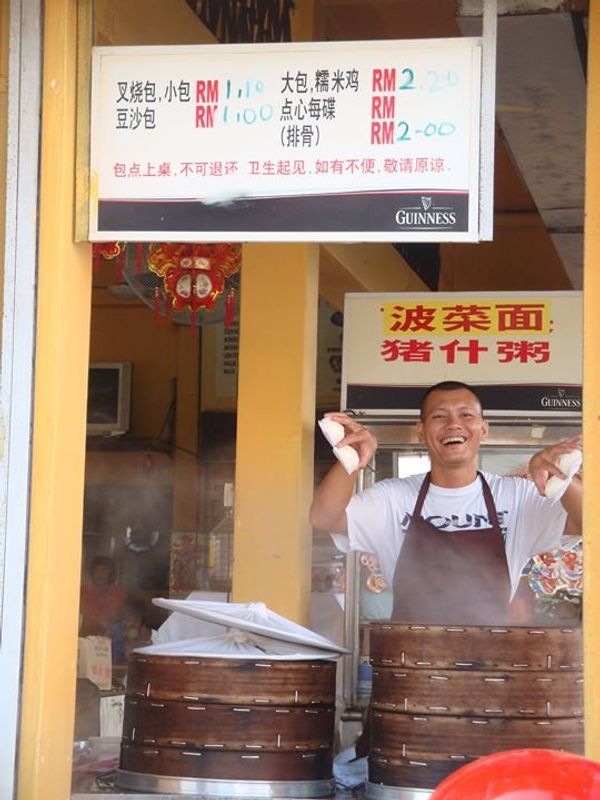 叉烧包,小包 RM 1.10 大包,糯米鸡 RM 2.20
豆沙包 RM 1.00 点心每碟 RM
(排骨) RM 2-00
包点上桌,不可退还.卫生起见,如有不便,敬请原谅.
GUINNESS
波菜面
猪什粥
GUINNESS